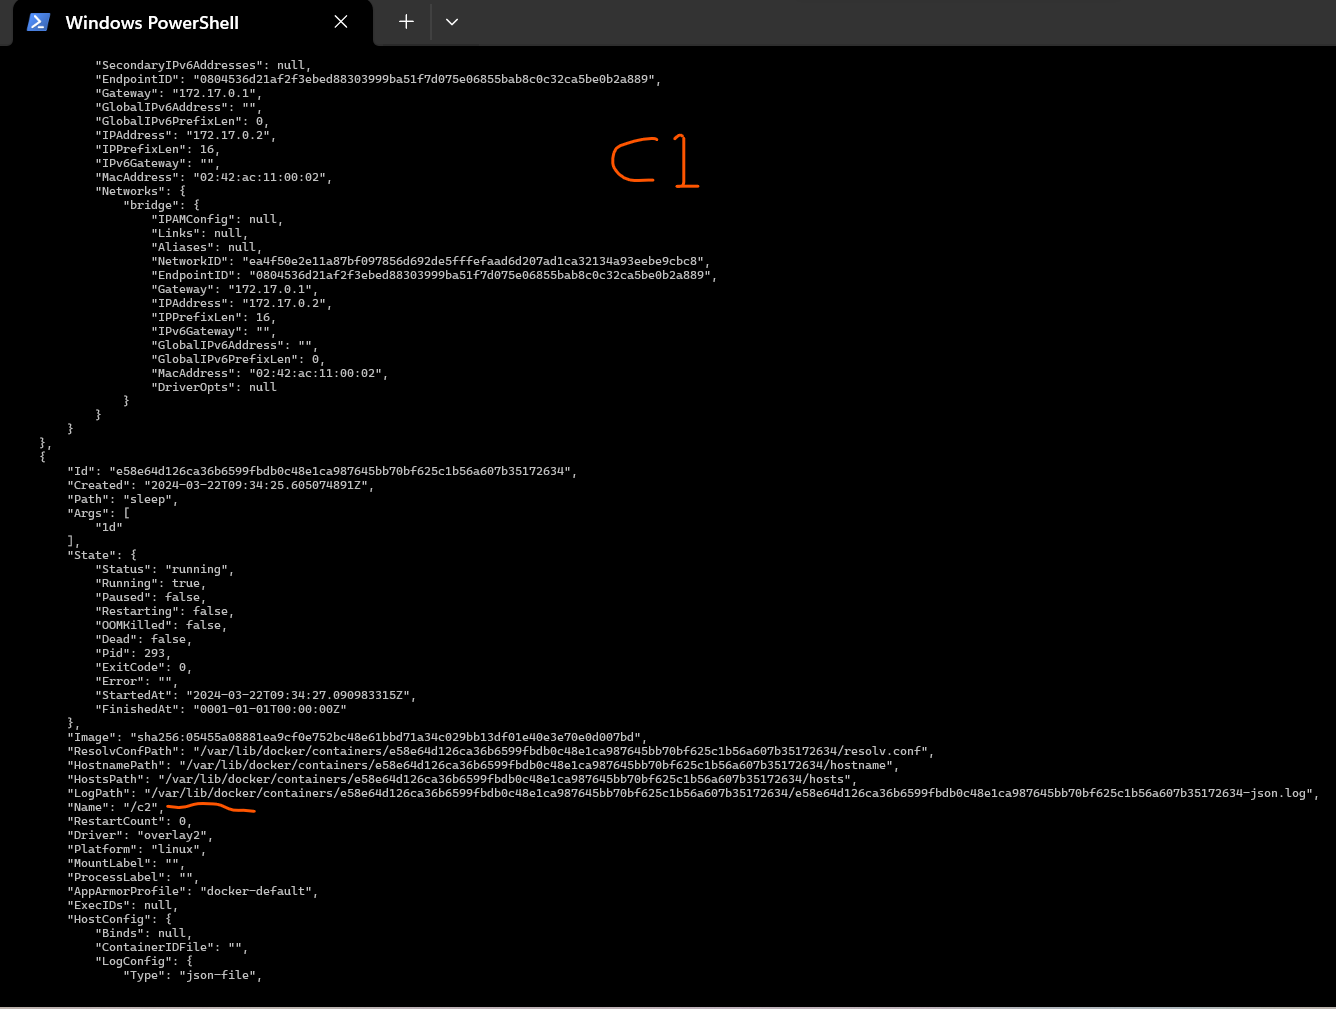 Windows PowerShell
"SecondaryIPv6Addresses": null,
"EndpointID": "0804536d21af2f3ebed88303999ba51f7d075e06855bab8c0c32ca5be0b2a889",
"Gateway": "172.17.0.1",
"GlobalIPv6Address": "",
"GlobalIPv6PrefixLen": 0,
"IPAddress": "172.17.0.2",
"IPPrefixLen": 16,
"IPv6Gateway": "",
"MacAddress": "02:42:ac:11:00:02",
C1
"Networks": {
"bridge": {
"IPAMConfig": null,
"Links": null,
"Aliases": null,
"NetworkID": "ea4f50e2e11a87bf097856d692de5fffefaad6d207ad1ca32134a93eebe9cbc8",
"EndpointID": "0804536d21af2f3ebed88303999ba51f7d075e06855bab8c0c32ca5be0b2a889",
"Gateway": "172.17.0.1",
"IPAddress": "172.17.0.2",
"IPPrefixLen": 16,
"IPv6Gateway": "",
"GlobalIPv6Address": "",
"GlobalIPv6PrefixLen": 0,
"MacAddress": "02:42:ac:11:00:02",
"DriverOpts": null
}
}
}
},
{
"Id": "e58e64d126ca36b6599fbdb0c48e1ca987645bb70bf625c1b56a607b35172634",
"Created": "2024-03-22T09:34:25.605074891Z",
"Path": "sleep",
"Args": [
"1d"
],
"State": {
"Status": "running",
"Running": true,
"Paused": false,
"Restarting": false,
"OOMKilled": false,
"Dead": false,
"Pid": 293,
"ExitCode": 0,
"Error": "",
"StartedAt": "2024-03-22T09:34:27.090983315Z",
"FinishedAt": "0001-01-01T00:00:00Z"
},
"Image": "sha256:05455a08881ea9cf0e752bc48e61bbd71a34c029bb13df01e40e3e70e0d007bd",
"ResolvConfPath": "/var/lib/docker/containers/e58e64d126ca36b6599fbdb0c48e1ca987645bb70bf625c1b56a607b35172634/resolv.conf",
"HostnamePath": "/var/lib/docker/containers/e58e64d126ca36b6599fbdb0c48e1ca987645bb70bf625c1b56a607b35172634/hostname",
"HostsPath": "/var/lib/docker/containers/e58e64d126ca36b6599fbdb0c48e1ca987645bb70bf625c1b56a607b35172634/hosts",
"LogPath": "/var/lib/docker/containers/e58e64d126ca36b6599fbdb0c48e1ca987645bb70bf625c1b56a607b35172634/e58e64d126ca36b6599fbdb0c48e1ca987645bb70bf625c1b56a607b35172634-json.log",
"Name": "/c2",
"RestartCount": 0,
"Driver": "overlay2",
"Platform": "linux",
"MountLabel": "",
"ProcessLabel": "",
"AppArmorProfile": "docker-default",
"ExecIDs": null,
"HostConfig": {
"Binds": null,
"ContainerIDFile": "",
"LogConfig": {
"Type": "json-file",